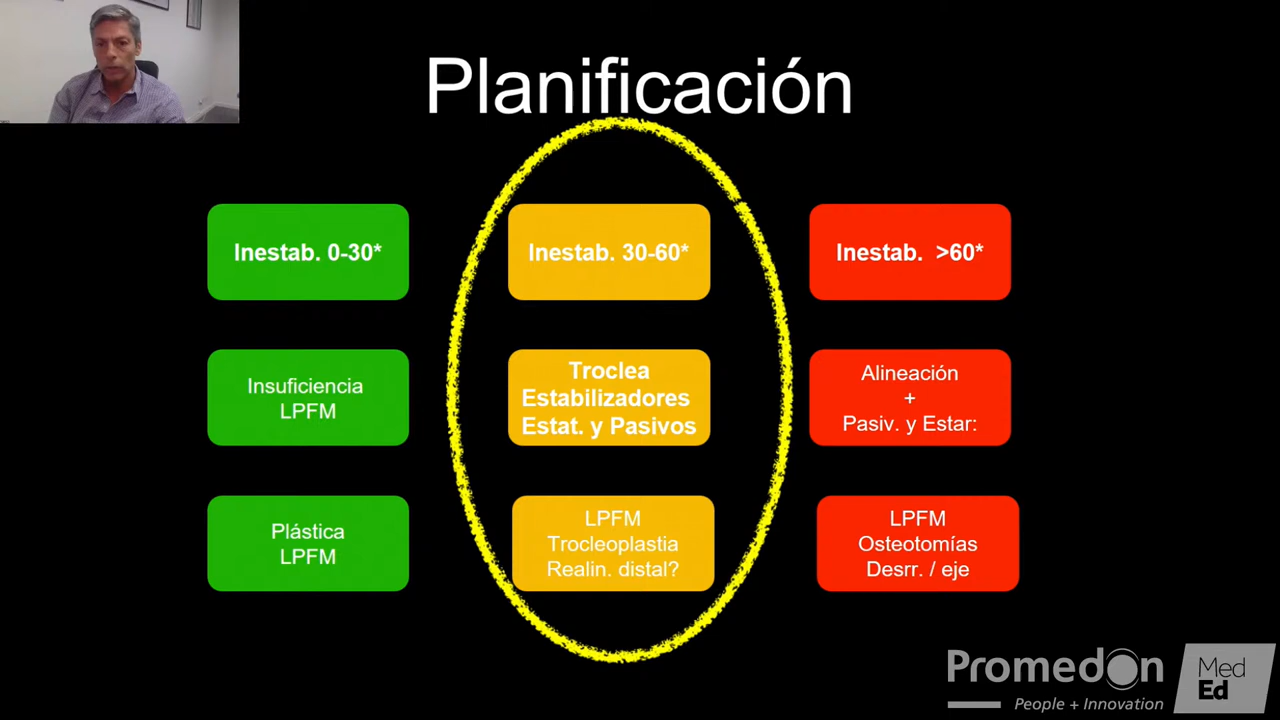 Planificación
Inestab. 0-30*
Inestab. 30-60*
Inestab. >60*
Insuficiencia
LPFM
Troclea
Estabilizadores
Estat. y Pasivos
Alineación
+
Pasiv. y Estar:
Plástica
LPFM
LPFM
Trocleoplastia
Realin. distal?
LPFM
Osteotomías
Desrr. / eje
Promedon
People + Innovation
Med
Ed